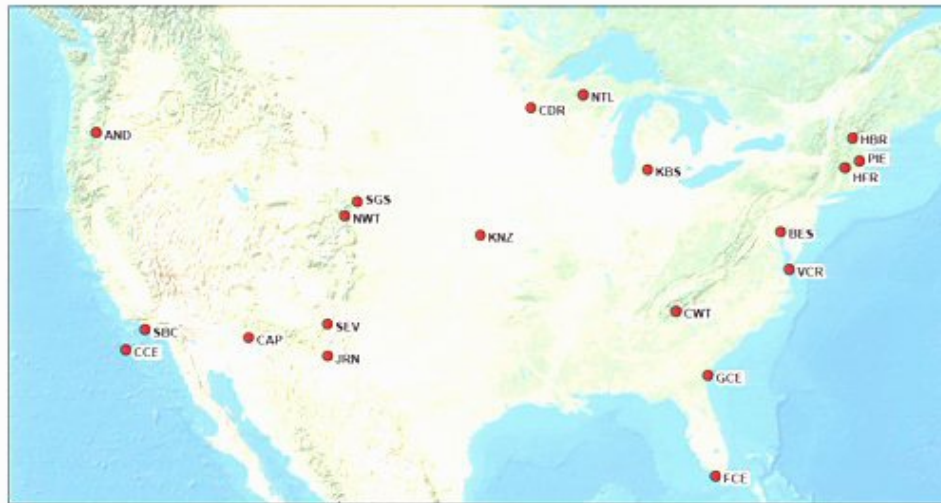 NTL
CDR
AND
HBR
PIE
HFR
KBS
SGS
NWT
BES
KNZ
VCR
CWT
SEV
SBC
CAP
CCE
JRN
GCE
FCE